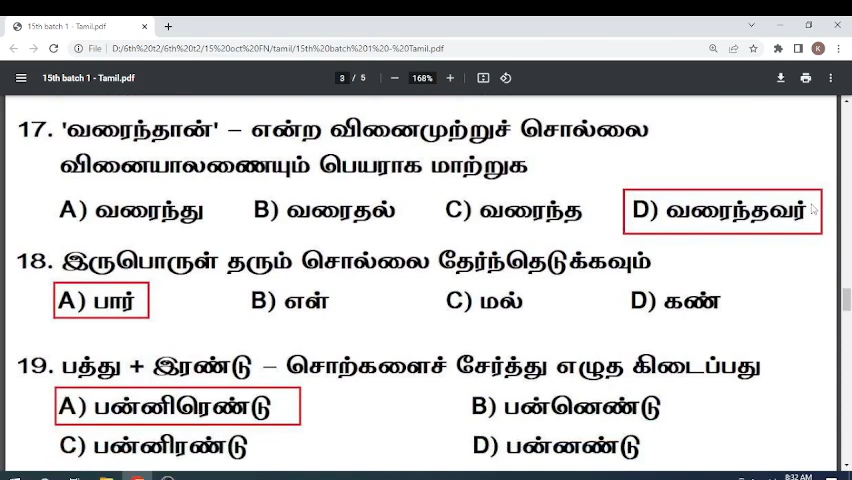 15th batch 1 - Tamil.pdf
File D:/6th%20t2/6th%20t2/15%20oct%20FN/tamil/15th%20batch%201%20-%20Tamil.pdf
K
15th batch 1 - Tamil.pdf 3 / 5 168%
17. 'வரைந்தான்' – என்ற வினைமுற்றுச் சொல்லை
வினையாலணையும் பெயராக மாற்றுக
A) வரைந்து B) வரைதல் C) வரைந்த D) வரைந்தவர்
18. இருபொருள் தரும் சொல்லை தேர்ந்தெடுக்கவும்
A) பார் B) எள் C) மல் D) கண்
19. பத்து + இரண்டு – சொற்களைச் சேர்த்து எழுத கிடைப்பது
A) பன்னிரெண்டு B) பன்னெண்டு
C) பன்னிரண்டு D) பன்னண்டு
8:32 AM